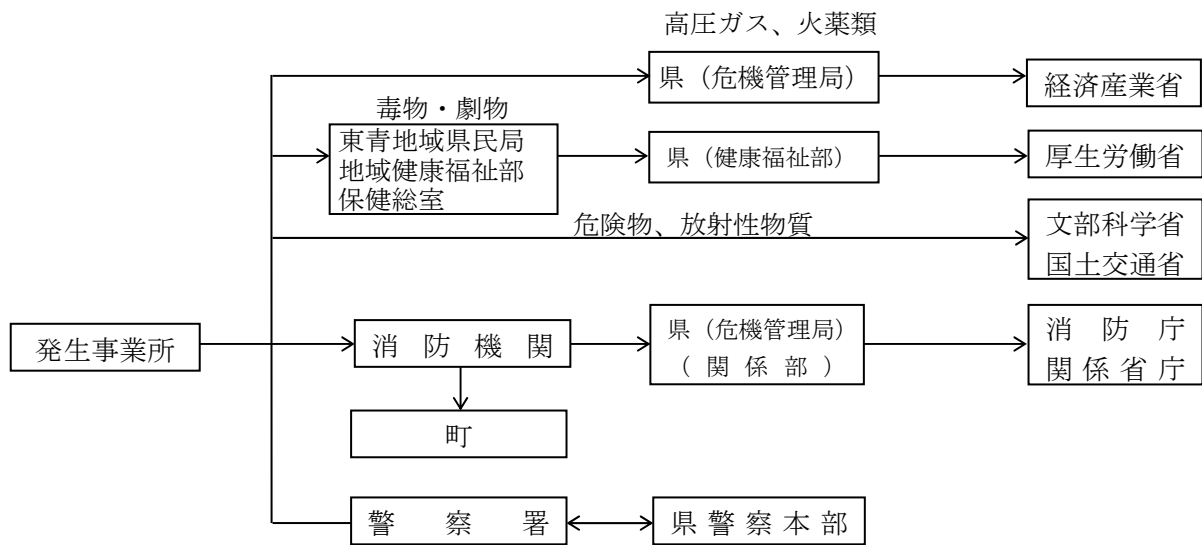 高圧ガス、火薬類
県（危機管理局）
経済産業省
毒物・劇物
東青地域県民局
地域健康福祉部
保健総室
県（健康福祉部）
厚生労働省
危険物、放射性物質
文部科学省
国土交通省
発生事業所
消防機関
県（危機管理局）
（関係部）
消防庁
関係省庁
町
警察署
県警察本部